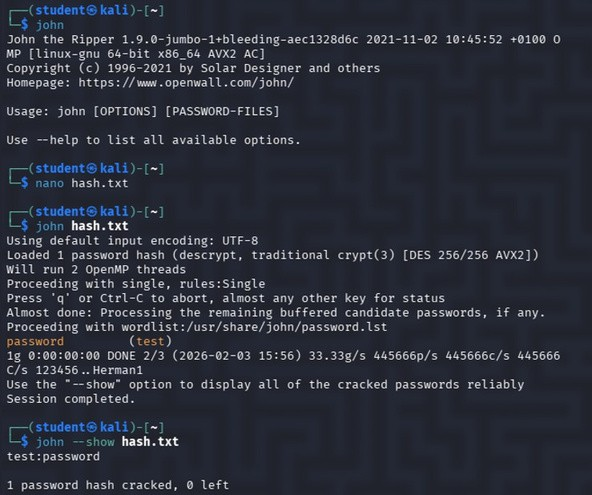 ┌──(student㉿kali)-[~]
└─$ john
John the Ripper 1.9.0-jumbo-1+bleeding-aec1328d6c 2021-11-02 10:45:52 +0100 O
MP [linux-gnu 64-bit x86_64 AVX2 AC]
Copyright (c) 1996-2021 by Solar Designer and others
Homepage: https://www.openwall.com/john/

Usage: john [OPTIONS] [PASSWORD-FILES]

Use --help to list all available options.

┌──(student㉿kali)-[~]
└─$ nano hash.txt

┌──(student㉿kali)-[~]
└─$ john hash.txt
Using default input encoding: UTF-8
Loaded 1 password hash (descrypt, traditional crypt(3) [DES 256/256 AVX2])
Will run 2 OpenMP threads
Proceeding with single, rules:Single
Press 'q' or Ctrl-C to abort, almost any other key for status
Almost done: Processing the remaining buffered candidate passwords, if any.
Proceeding with wordlist:/usr/share/john/password.lst
password         (test)
1g 0:00:00:00 DONE 2/3 (2026-02-03 15:56) 33.33g/s 445666p/s 445666c/s 445666
C/s 123456..Herman1
Use the "--show" option to display all of the cracked passwords reliably
Session completed.

┌──(student㉿kali)-[~]
└─$ john --show hash.txt
test:password

1 password hash cracked, 0 left